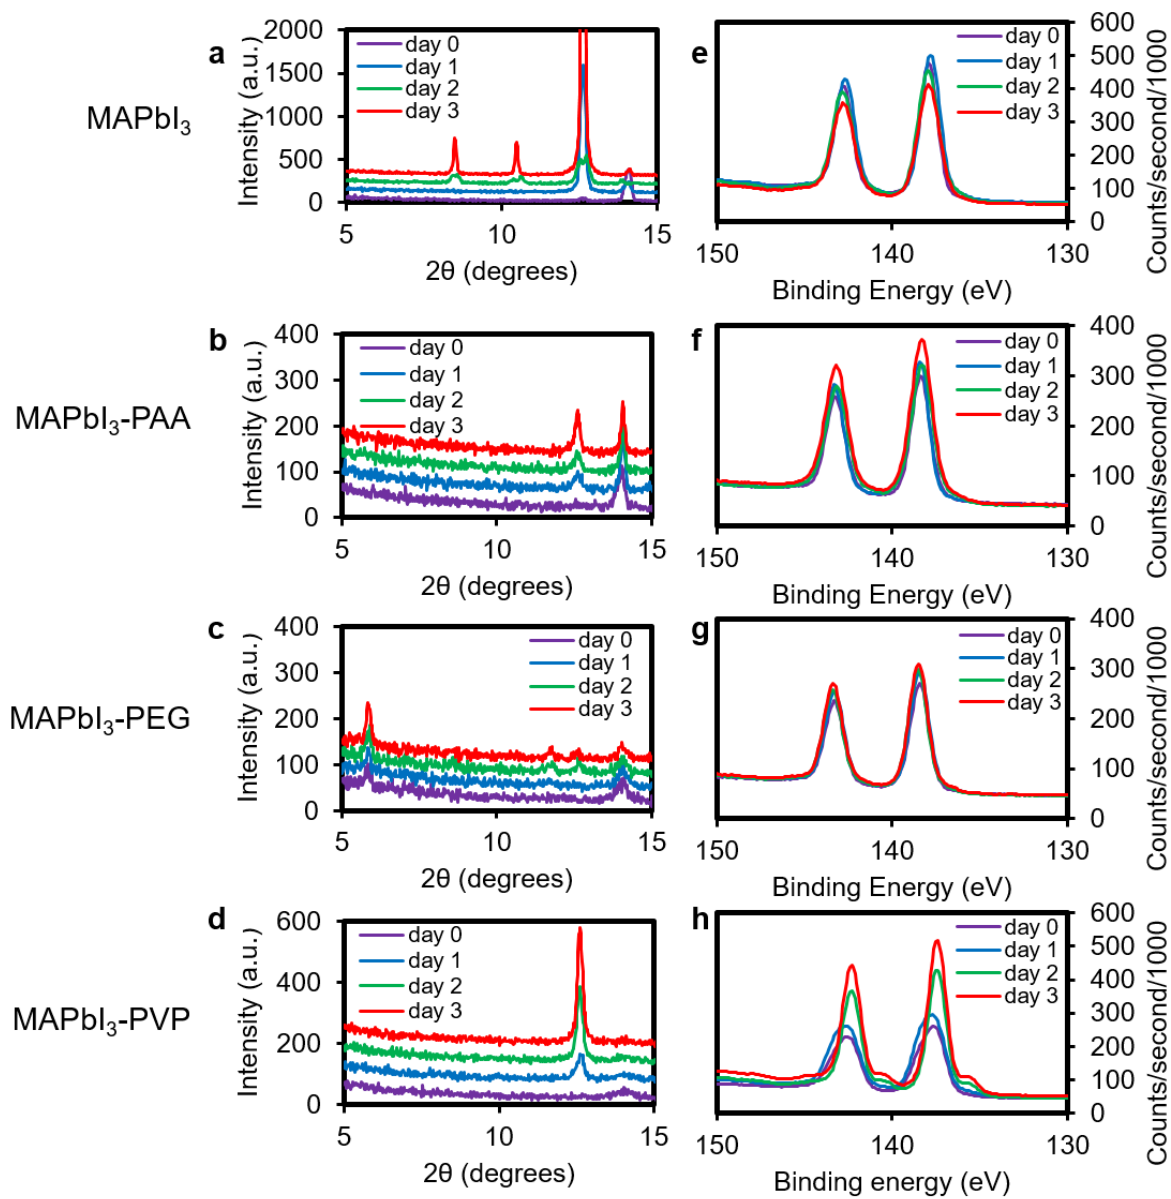 MAPbI₃
a
Intensity (a.u.)
2000
1500
1000
500
0
day 0
day 1
day 2
day 3
5
10
15
2θ (degrees)
e
day 0
day 1
day 2
day 3
600
500
400
300
200
100
0
Counts/second/1000
150
140
130
Binding Energy (eV)
MAPbI₃-PAA
b
Intensity (a.u.)
400
300
200
100
0
day 0
day 1
day 2
day 3
5
10
15
2θ (degrees)
f
day 0
day 1
day 2
day 3
400
300
200
100
0
Counts/second/1000
150
140
130
Binding Energy (eV)
MAPbI₃-PEG
c
Intensity (a.u.)
400
300
200
100
0
day 0
day 1
day 2
day 3
5
10
15
2θ (degrees)
g
day 0
day 1
day 2
day 3
400
300
200
100
0
Counts/second/1000
150
140
130
Binding Energy (eV)
MAPbI₃-PVP
d
Intensity (a.u.)
600
400
200
0
day 0
day 1
day 2
day 3
5
10
15
2θ (degrees)
h
day 0
day 1
day 2
day 3
600
500
400
300
200
100
0
Counts/second/1000
150
140
130
Binding energy (eV)